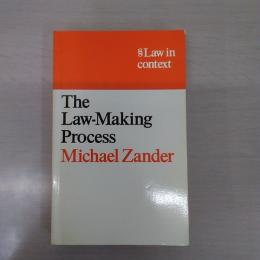 §Law in
context
The
Law-Making
Process
Michael Zander